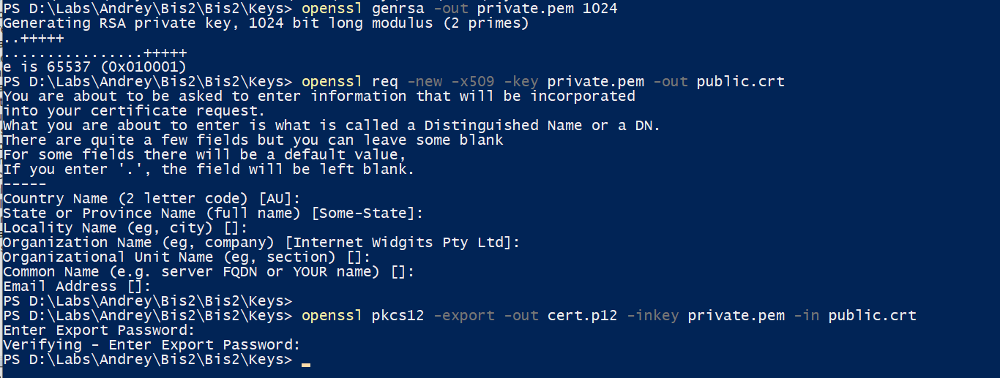 PS D:\Labs\Andrey\Bis2\Bis2\Keys> openssl genrsa -out private.pem 1024
Generating RSA private key, 1024 bit long modulus (2 primes)
..+++++
................+++++
e is 65537 (0x010001)
PS D:\Labs\Andrey\Bis2\Bis2\Keys> openssl req -new -x509 -key private.pem -out public.crt
You are about to be asked to enter information that will be incorporated
into your certificate request.
What you are about to enter is what is called a Distinguished Name or a DN.
There are quite a few fields but you can leave some blank
For some fields there will be a default value,
If you enter '.', the field will be left blank.
-----
Country Name (2 letter code) [AU]:
State or Province Name (full name) [Some-State]:
Locality Name (eg, city) []:
Organization Name (eg, company) [Internet Widgits Pty Ltd]:
Organizational Unit Name (eg, section) []:
Common Name (e.g. server FQDN or YOUR name) []:
Email Address []:
PS D:\Labs\Andrey\Bis2\Bis2\Keys>
PS D:\Labs\Andrey\Bis2\Bis2\Keys> openssl pkcs12 -export -out cert.p12 -inkey private.pem -in public.crt
Enter Export Password:
Verifying - Enter Export Password:
PS D:\Labs\Andrey\Bis2\Bis2\Keys>